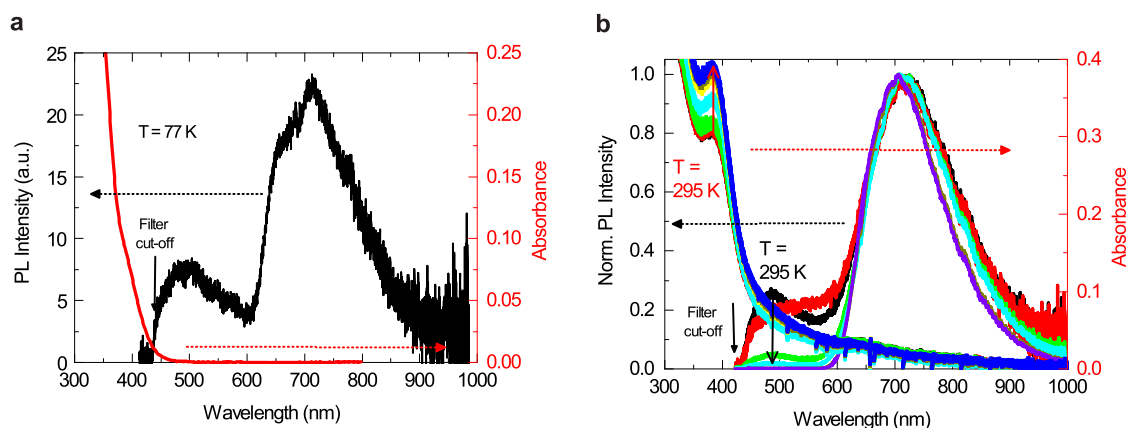 a
25
20
15
10
5
0
PL Intensity (a.u.)
T = 77 K
Filter
cut-off
0.25
0.20
0.15
0.10
0.05
0.00
Absorbance
300 400 500 600 700 800 900 1000
Wavelength (nm)
b
1.0
0.8
0.6
0.4
0.2
0.0
Norm. PL Intensity
T =
295 K
T =
295 K
Filter
cut-off
0.4
0.3
0.2
0.1
0.0
Absorbance
300 400 500 600 700 800 900 1000
Wavelength (nm)